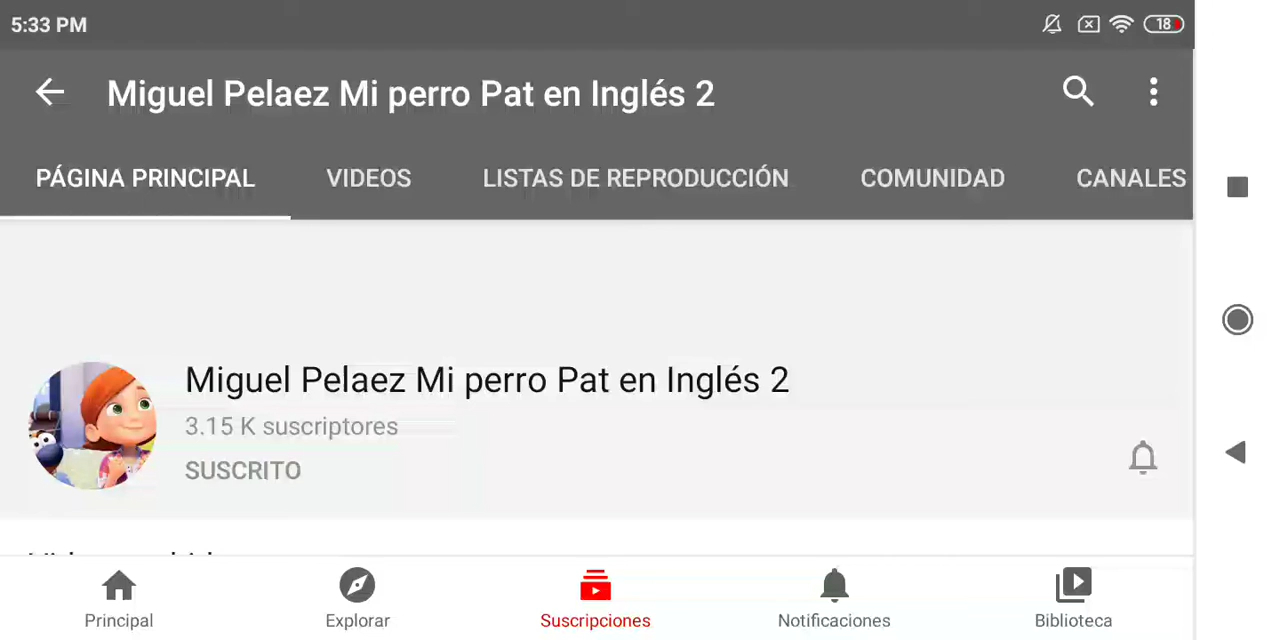 5:33 PM
18
Miguel Pelaez Mi perro Pat en Inglés 2
PÁGINA PRINCIPAL VIDEOS LISTAS DE REPRODUCCIÓN COMUNIDAD CANALES
Miguel Pelaez Mi perro Pat en Inglés 2
3.15 K suscriptores
SUSCRITO
Principal Explorar Suscripciones Notificaciones Biblioteca